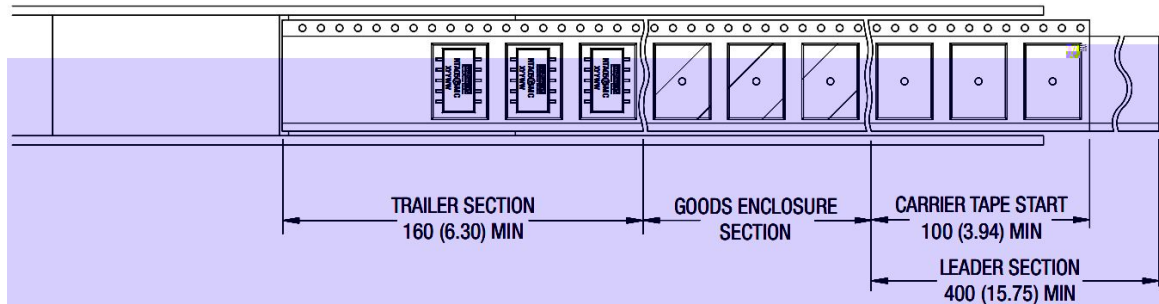 TRAILER SECTION
160 (6.30) MIN
GOODS ENCLOSURE
SECTION
CARRIER TAPE START
100 (3.94) MIN
LEADER SECTION
400 (15.75) MIN